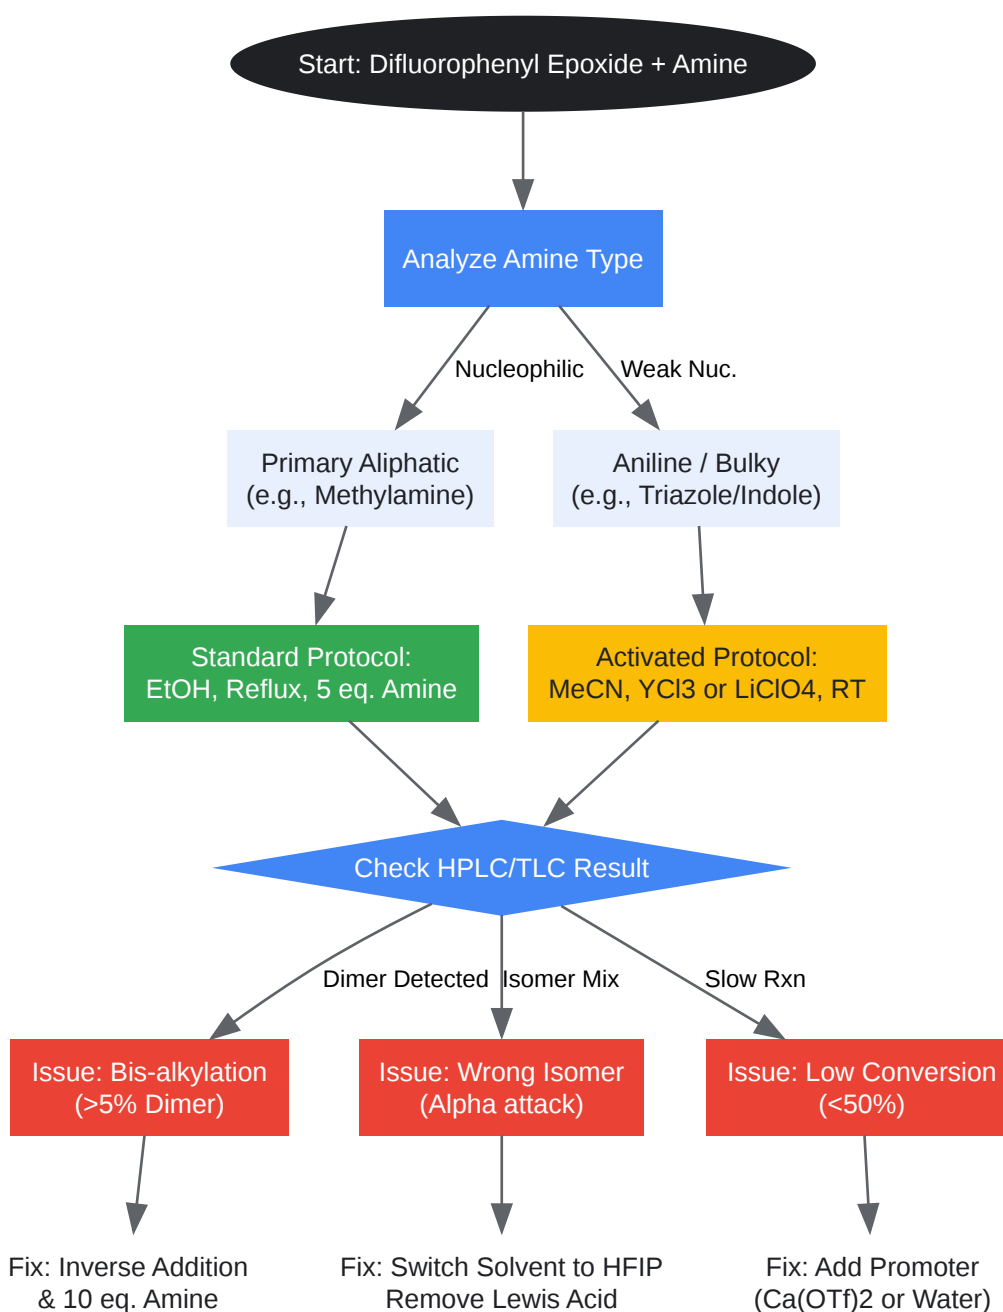 Start: Difluorophenyl Epoxide + Amine
Analyze Amine Type
Nucleophilic
Weak Nuc.
Primary Aliphatic
(e.g., Methylamine)
Aniline / Bulky
(e.g., Triazole/Indole)
Standard Protocol:
EtOH, Reflux, 5 eq. Amine
Activated Protocol:
MeCN, YCl3 or LiClO4, RT
Check HPLC/TLC Result
Dimer Detected
Isomer Mix
Slow Rxn
Issue: Bis-alkylation
(>5% Dimer)
Issue: Wrong Isomer
(Alpha attack)
Issue: Low Conversion
(<50%)
Fix: Inverse Addition
& 10 eq. Amine
Fix: Switch Solvent to HFIP
Remove Lewis Acid
Fix: Add Promoter
(Ca(OTf)2 or Water)